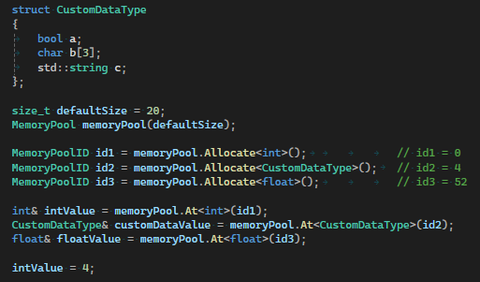 struct CustomDataType
{
bool a;
char b[3];
std::string c;
};
size_t defaultSize = 20;
MemoryPool memoryPool(defaultSize);
MemoryPoolID id1 = memoryPool.Allocate<int>(); // id1 = 0
MemoryPoolID id2 = memoryPool.Allocate<CustomDataType>(); // id2 = 4
MemoryPoolID id3 = memoryPool.Allocate<float>(); // id3 = 52
int& intValue = memoryPool.At<int>(id1);
CustomDataType& customDataValue = memoryPool.At<CustomDataType>(id2);
float& floatValue = memoryPool.At<float>(id3);
intValue = 4;